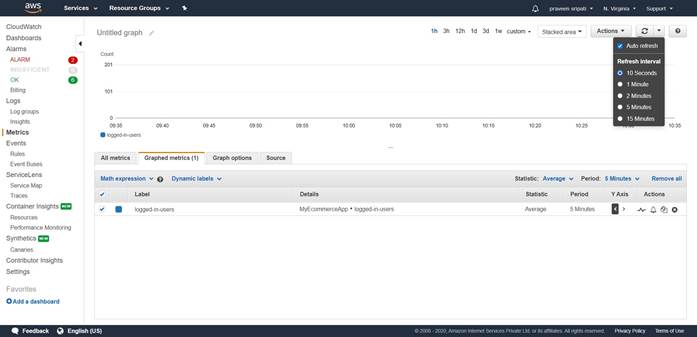 aws Services Resource Groups praveen sripati N. Virginia Support
CloudWatch
Dashboards
Alarms
ALARM 2
INSUFFICIENT 0
OK 6
Billing
Logs
Log groups
Insights
Metrics
Events
Rules
Event Buses
ServiceLens
Service Map
Traces
Container Insights NEW
Resources
Performance Monitoring
Synthetics NEW
Canaries
Contributor Insights
Settings
Favorites
Add a dashboard
Untitled graph
1h 3h 12h 1d 3d 1w custom Stacked area Actions
Auto refresh
Refresh interval
10 Seconds
1 Minute
2 Minutes
5 Minutes
15 Minutes
Count
201
101
0
09:35 09:40 09:45 09:50 09:55 10:00 10:05 10:10 10:15 10:20 10:25 10:30 10:35
logged-in-users
All metrics Graphed metrics (1) Graph options Source
Math expression Dynamic labels Statistic: Average Period: 5 Minutes Remove all
Label Details Statistic Period Y Axis Actions
logged-in-users MyEcommerceApp • logged-in-users Average 5 Minutes
Feedback English (US) © 2008 - 2020, Amazon Internet Services Private Ltd. or its affiliates. All rights reserved. Privacy Policy Terms of Use